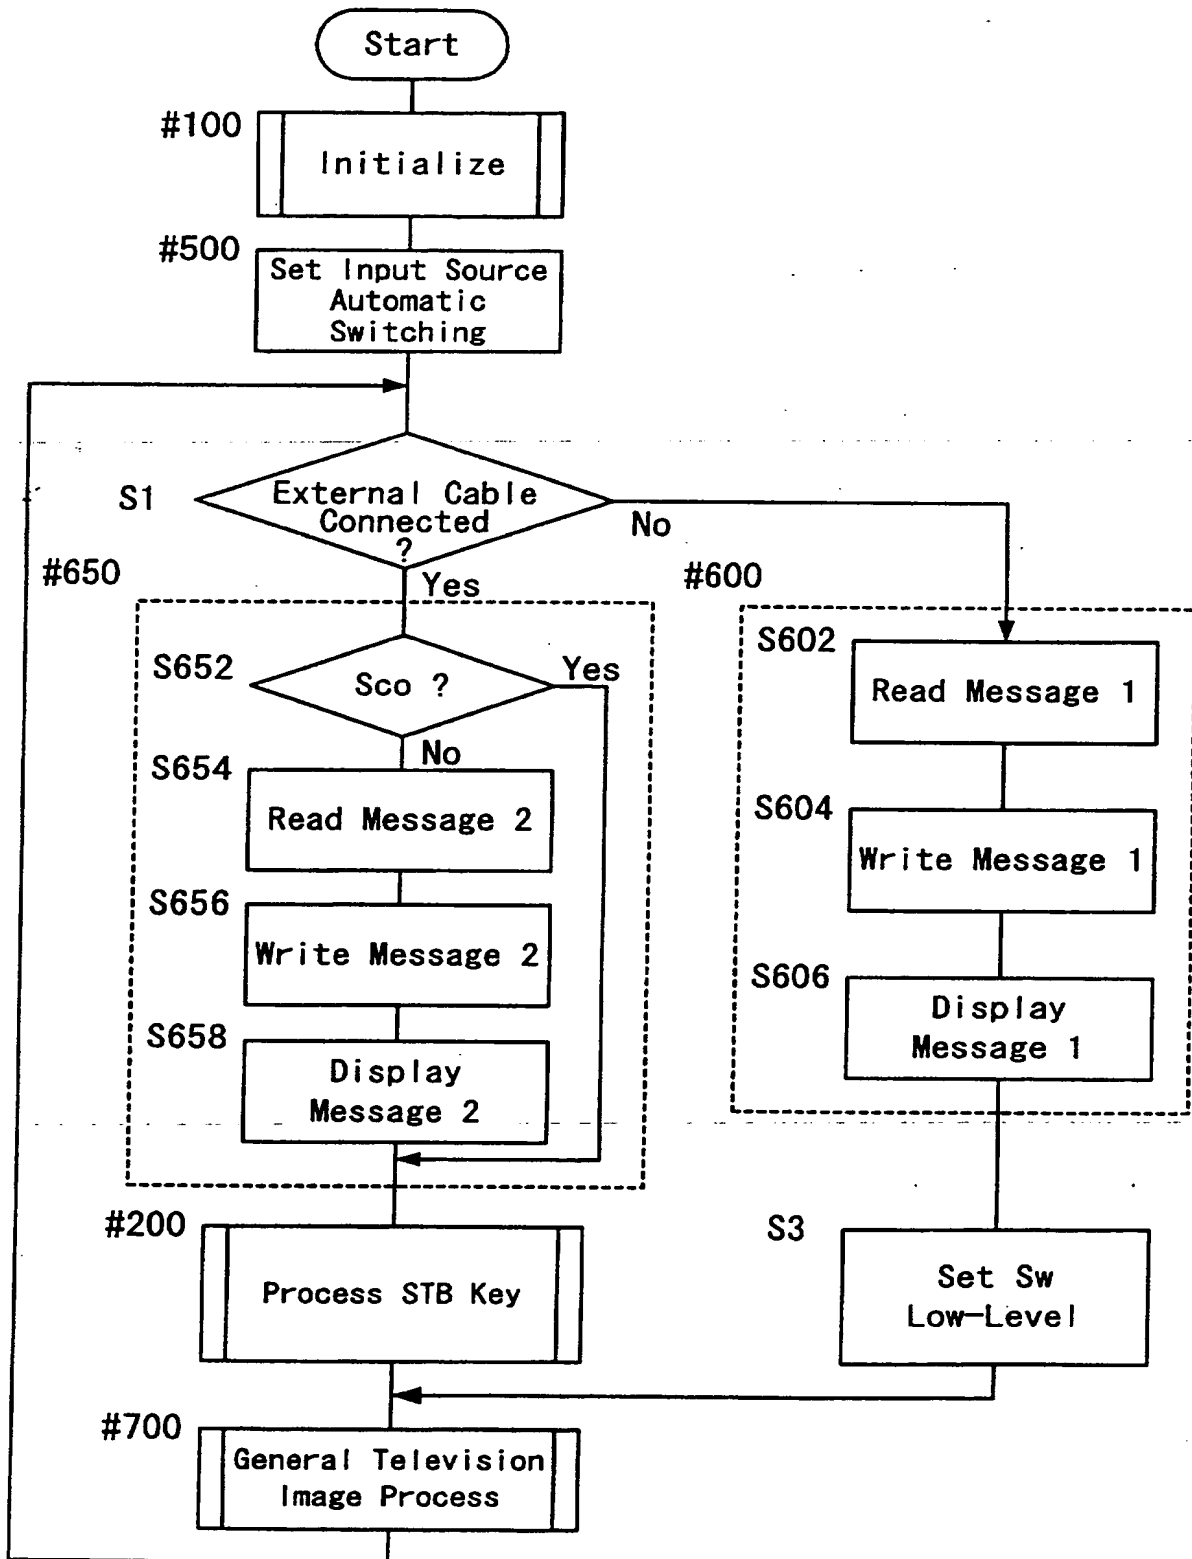 Start
#100
Initialize
#500
Set Input Source
Automatic
Switching
S1
External Cable
Connected
?
No
#650
Yes
#600
S652
Sco ?
Yes
No
S654
Read Message 2
S656
Write Message 2
S658
Display
Message 2
S602
Read Message 1
S604
Write Message 1
S606
Display
Message 1
#200
Process STB Key
S3
Set Sw
Low-Level
#700
General Television
Image Process